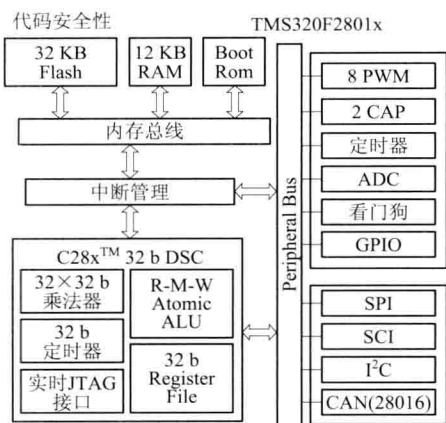 代码安全性
TMS320F2801x
32 KB
Flash
12 KB
RAM
Boot
Rom
内存总线
中断管理
C28x™ 32 b DSC
32×32 b
乘法器
R-M-W
Atomic
ALU
32 b
定时器
32 b
Register
File
实时JTAG
接口
Peripheral Bus
8 PWM
2 CAP
定时器
ADC
看门狗
GPIO
SPI
SCI
I²C
CAN(28016)